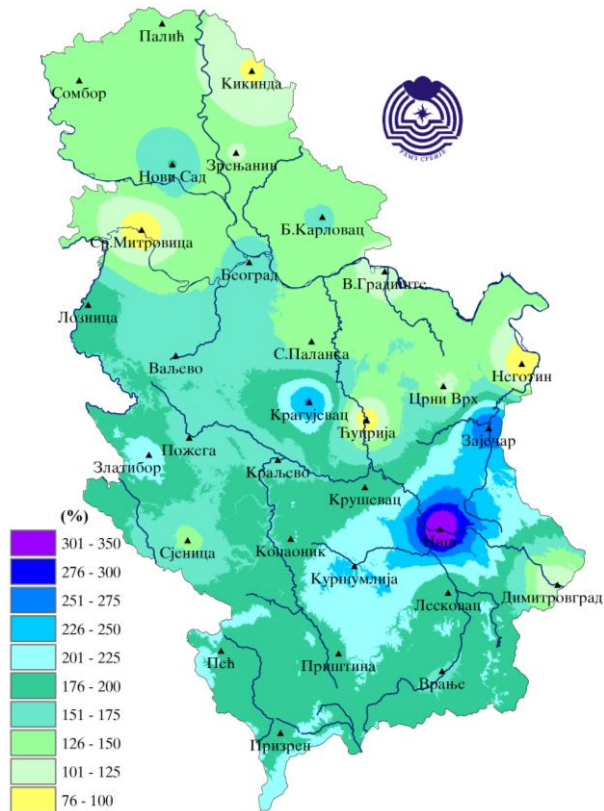 Палић
Кикинда
Сомбор
Зрењанин
Нови Сад
Б.Карловац
Ср.Митровица
Београд
В.Градиште
Лозница
С.Паланка
Ваљево
Неготин
Црни Врх
Крагујевац
Ћуприја
Зајечар
Пожега
Златибор
Краљево
Крушевац
(%)
301 - 350
Ниш
Сјеница
Копаоник
276 - 300
Куршумлија
251 - 275
Лесковац
Димитровград
226 - 250
201 - 225
Пећ
Приштина
176 - 200
Врање
151 - 175
126 - 150
Призрен
101 - 125
76 - 100
РХМЗ СРБИЈЕ